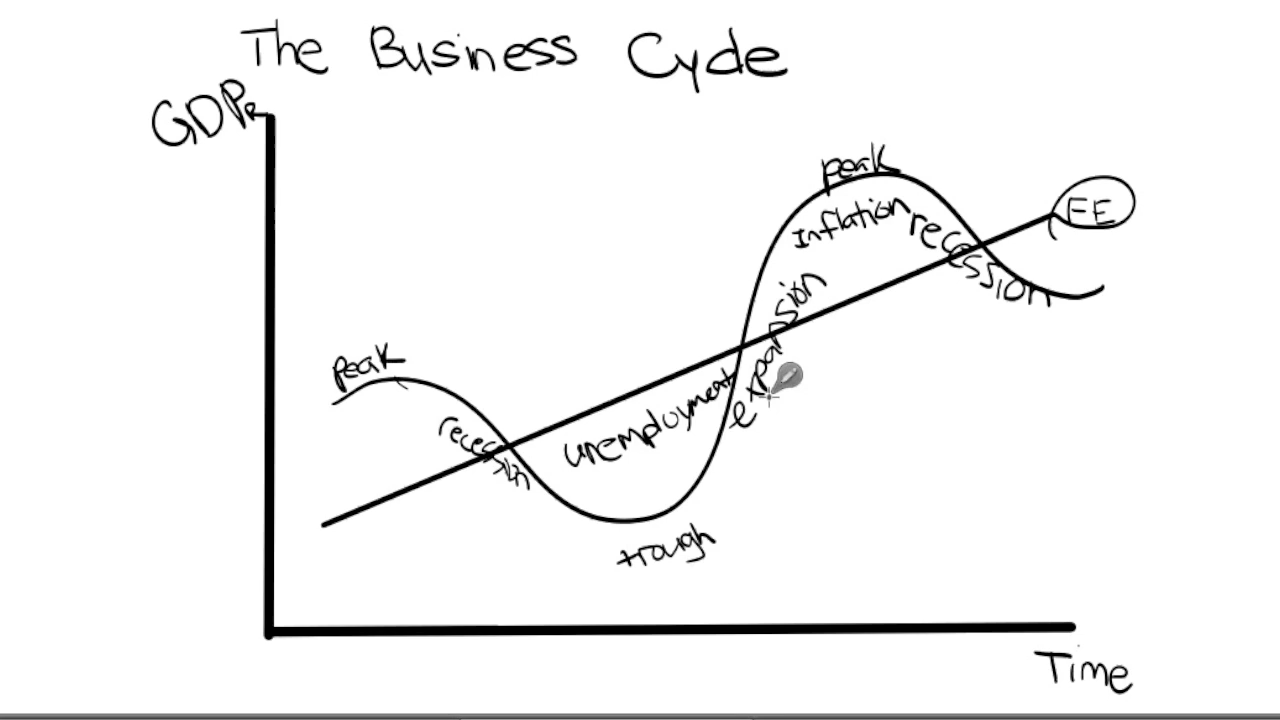 The Business Cycle
GDPR
peak
Inflation
recession
FE
expansion
peak
unemployment
recession
trough
Time